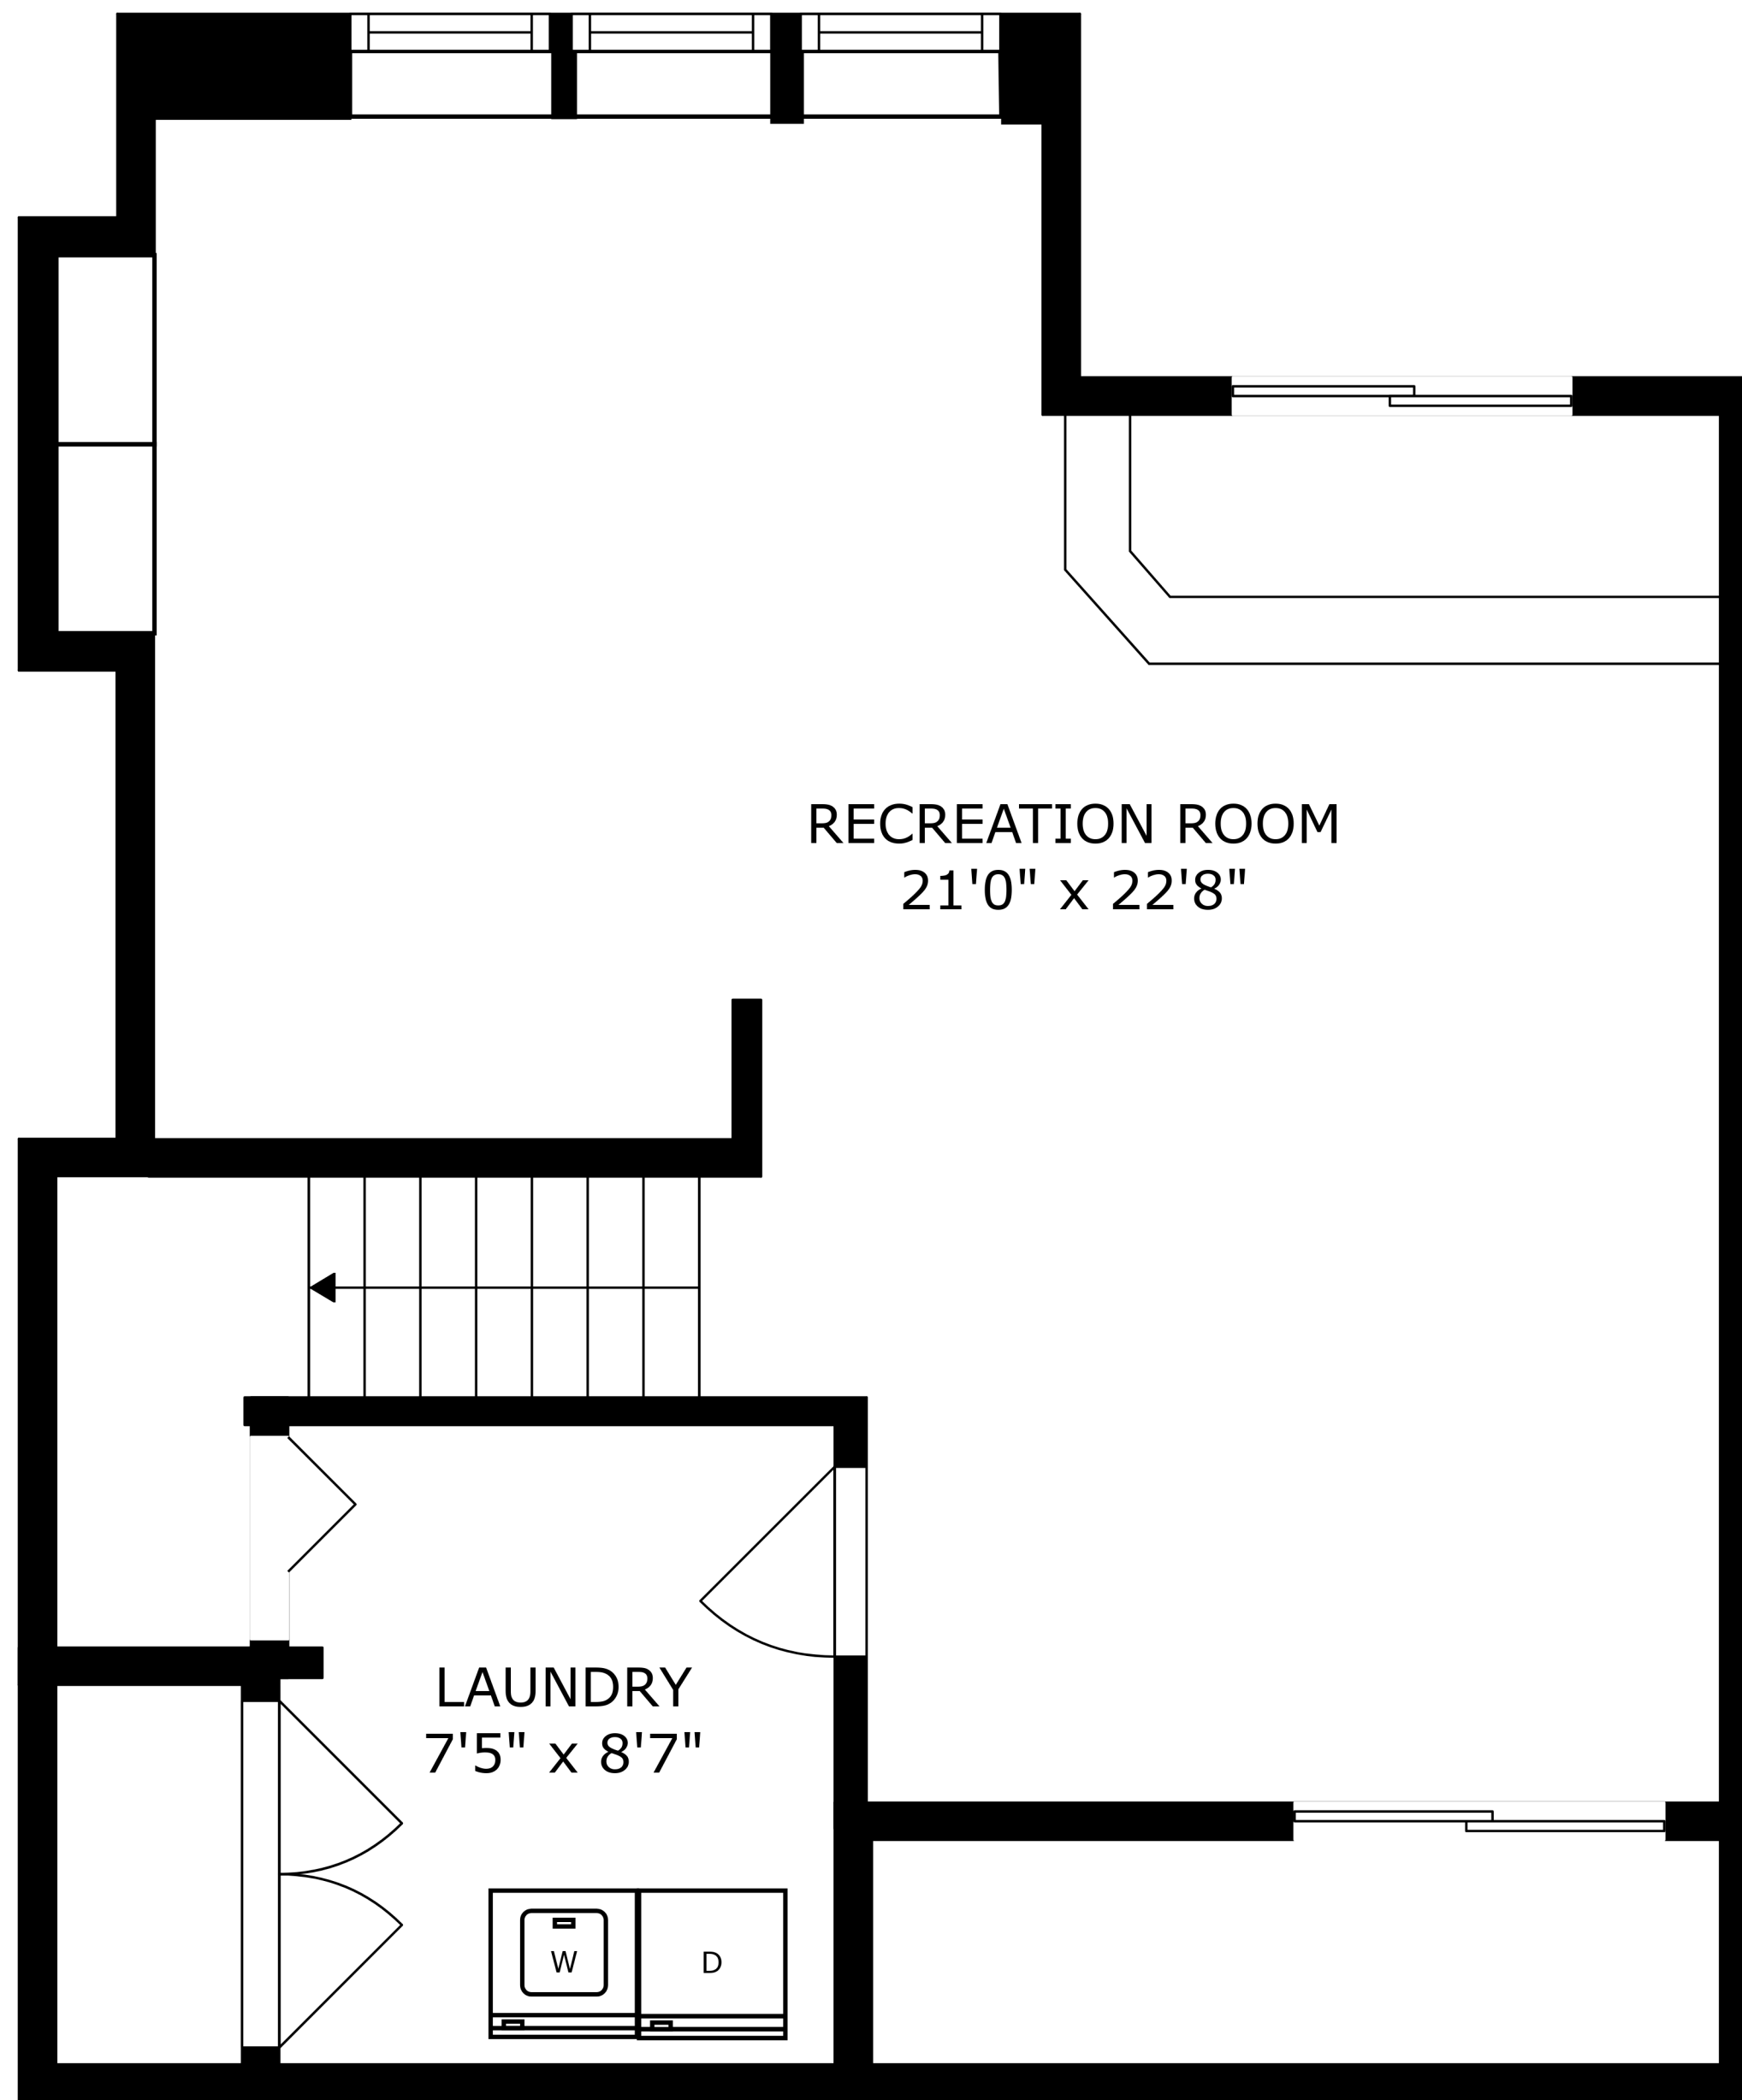 RECREATION ROOM
21'0" x 22'8"
LAUNDRY
7'5" x 8'7"
W
D